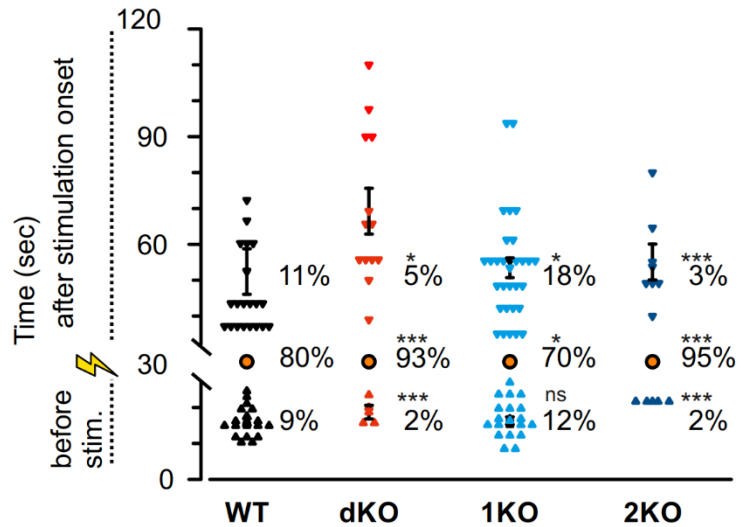 120
90
60
30
0
Time (sec)
after stimulation onset
before
stim.
11%
*
5%
*
18%
***
3%
80%
***
93%
*
70%
***
95%
9%
***
2%
ns
12%
***
2%
WT
dKO
1KO
2KO